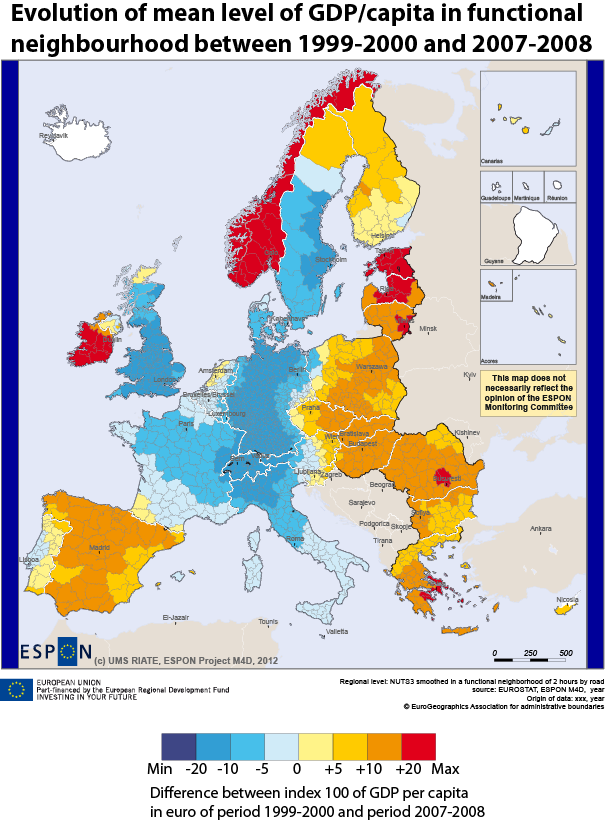 Evolution of mean level of GDP/capita in functional
neighbourhood between 1999-2000 and 2007-2008
Reykjavik
Canarias
Guadeloupe Martinique Réunion
Guyane
Madeira
Azores
This map does not
necessarily reflect the
opinion of the ESPON
Monitoring Committee
Helsinki
Stockholm
Minsk
Kyiv
London
Amsterdam
Berlin
Warszawa
Bruxelles/Brussel
Luxembourg
Praha
Paris
Wien
Bratislava
Budapest
Kishinev
Ljubljana
Zagreb
Beograd
Bucuresti
Sarajevo
Sofiya
Podgorica
Skopje
Tirana
Roma
Madrid
Lisboa
Ankara
Nicosia
El-Jazair
Tounis
Valletta
ESPON
(c) UMS RIATE, ESPON Project M4D, 2012
0 250 500
EUROPEAN UNION
Part-financed by the European Regional Development Fund
INVESTING IN YOUR FUTURE
Regional level: NUTS3 smoothed in a functional neighborhood of 2 hours by road
source: EUROSTAT, ESPON M4D, year
Origin of data: xxx, year
© EuroGeographics Association for administrative boundaries
Min -20 -10 -5 0 +5 +10 +20 Max
Difference between index 100 of GDP per capita
in euro of period 1999-2000 and period 2007-2008